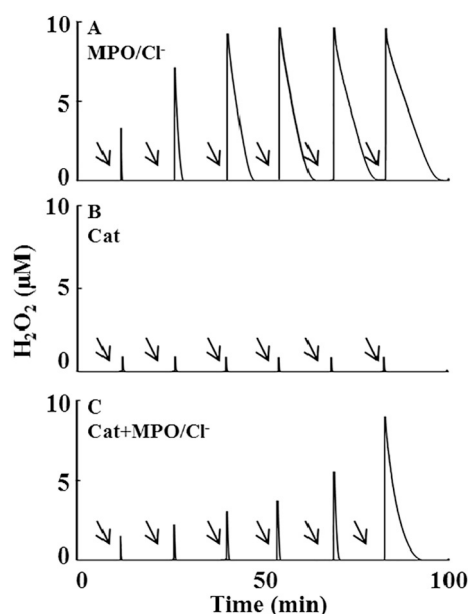 10
A
MPO/Cl⁻
5
0
10
B
Cat
5
0
10
C
Cat+MPO/Cl⁻
5
0
0 50 100
H₂O₂ (µM)
Time (min)